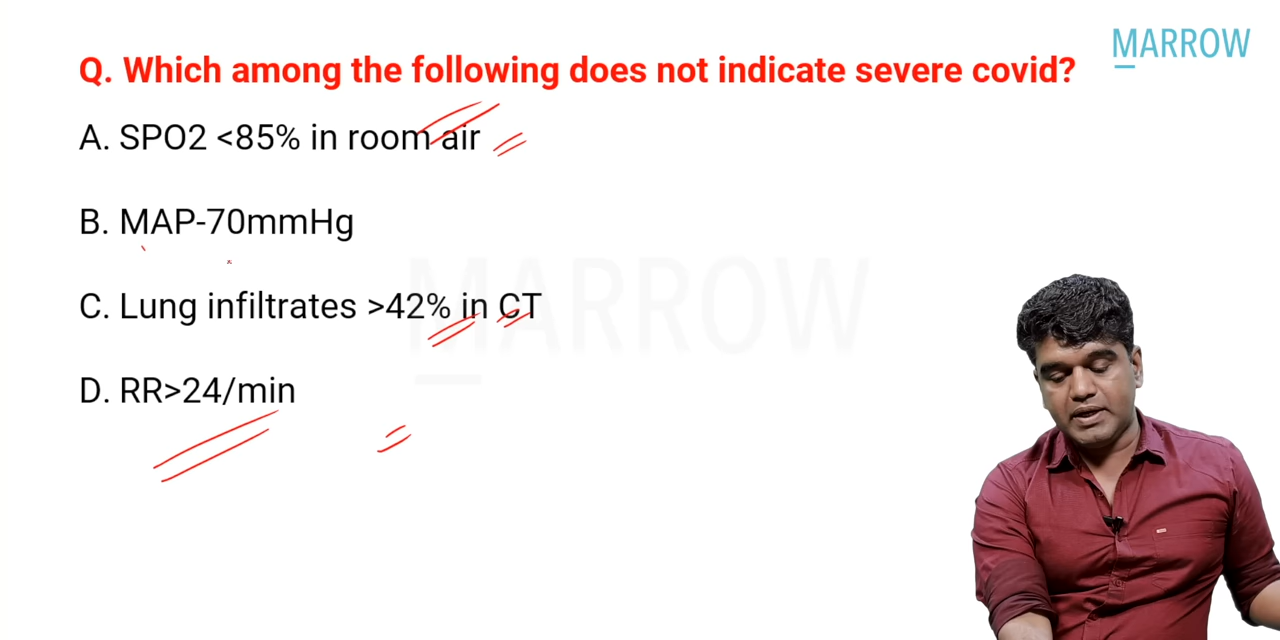 MARROW
Q. Which among the following does not indicate severe covid?
A. SPO2 <85% in room air
B. MAP-70mmHg
C. Lung infiltrates >42% in CT
D. RR>24/min
MARROW